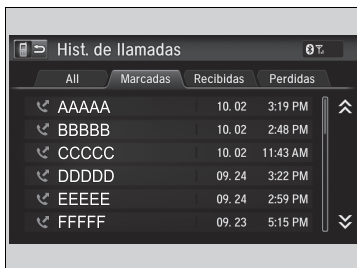 Hist. de llamadas
All Marcadas Recibidas Perdidas
AAAAA 10. 02 3:19 PM
BBBBB 10. 02 2:48 PM
CCCCC 10. 02 11:43 AM
DDDDD 09. 24 3:22 PM
EEEEE 09. 24 2:59 PM
FFFFF 09. 23 5:15 PM